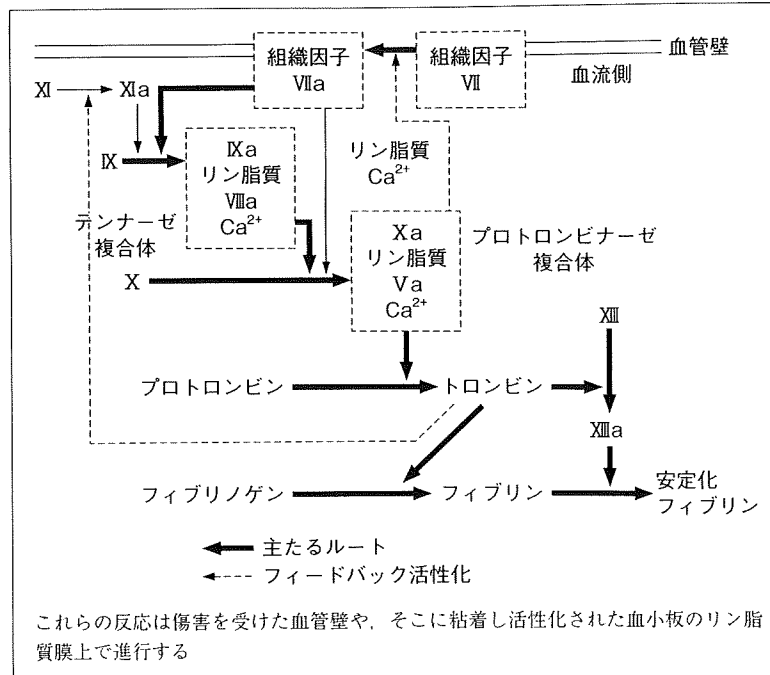 組織因子
Ⅶa
組織因子
Ⅶ
血管壁
血流側
Ⅺ
Ⅺa
Ⅸ
Ⅸa
リン脂質
Ⅷa
Ca²⁺
リン脂質
Ca²⁺
テンナーゼ
複合体
Ⅹ
Ⅹa
リン脂質
Ⅴa
Ca²⁺
プロトロンビナーゼ
複合体
XIII
プロトロンビン
トロンビン
XIIIa
フィブリノゲン
フィブリン
安定化
フィブリン
主たるルート
フィードバック活性化
これらの反応は傷害を受けた血管壁や，そこに粘着し活性化された血小板のリン脂
質膜上で進行する